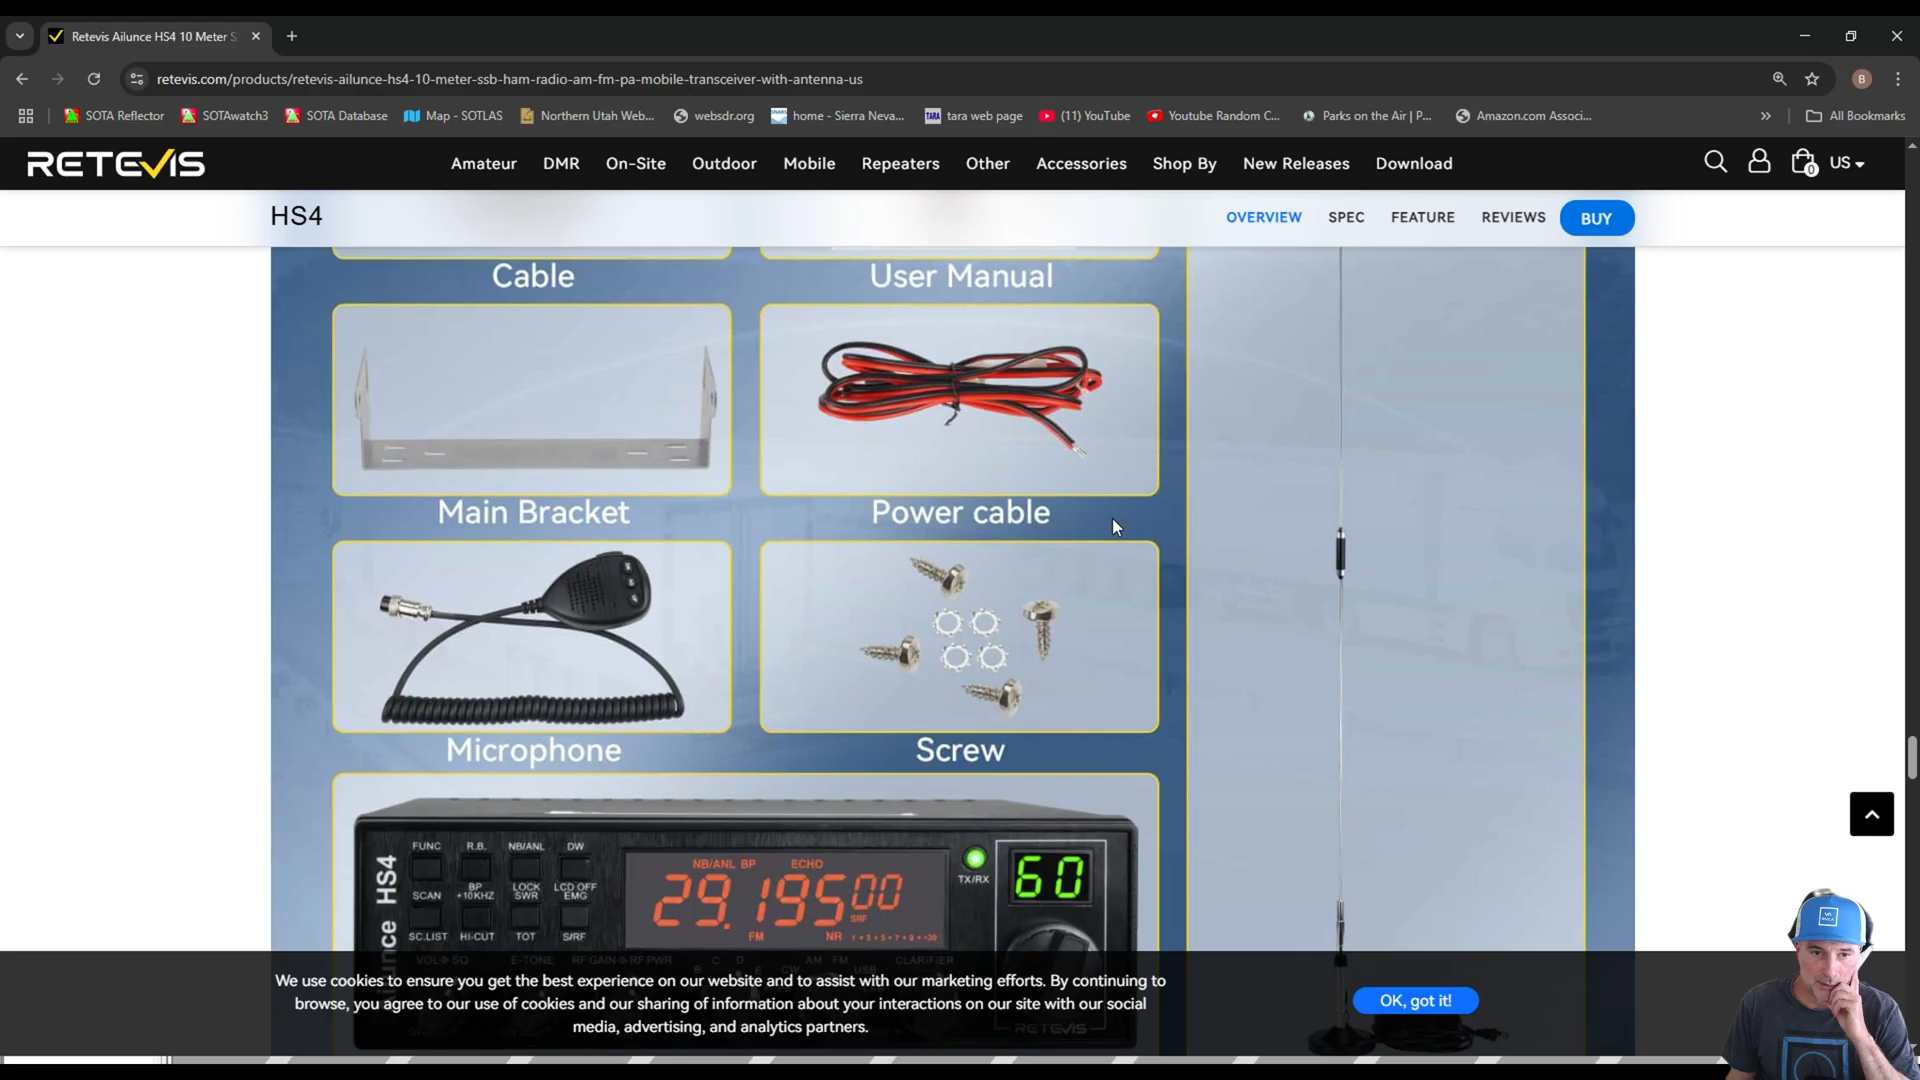 Retevis Ailunce HS4 10 Meter S
retevis.com/products/retevis-ailunce-hs4-10-meter-ssb-ham-radio-am-fm-pa-mobile-transceiver-with-antenna-us
B
SOTA Reflector
SOTAwatch3
SOTA Database
Map - SOTLAS
Northern Utah Web...
websdr.org
home - Sierra Neva...
TARA
tara web page
(11) YouTube
Youtube Random C...
Parks on the Air | P...
Amazon.com Associ...
»
All Bookmarks
RETEVIS
Amateur
DMR
On-Site
Outdoor
Mobile
Repeaters
Other
Accessories
Shop By
New Releases
Download
0
US
HS4
OVERVIEW
SPEC
FEATURE
REVIEWS
BUY
Cable
User Manual
Main Bracket
Power cable
Microphone
Screw
Ailunce HS4
FUNC R.B. NB/ANL DW
SCAN BP +10KHZ LOCK SWR LCD OFF EMG
SC.LIST HI-CUT TOT S/RF
NB/ANL BP ECHO
29.19500
SRF
FM NR
TX/RX
60
VOL SQ E-TONE RF GAIN RF PWR
AM FM
CLARIFIER
RETEVIS
We use cookies to ensure you get the best experience on our website and to assist with our marketing efforts. By continuing to
browse, you agree to our use of cookies and our sharing of information about your interactions on our site with our social
media, advertising, and analytics partners.
OK, got it!
VA
RVCA